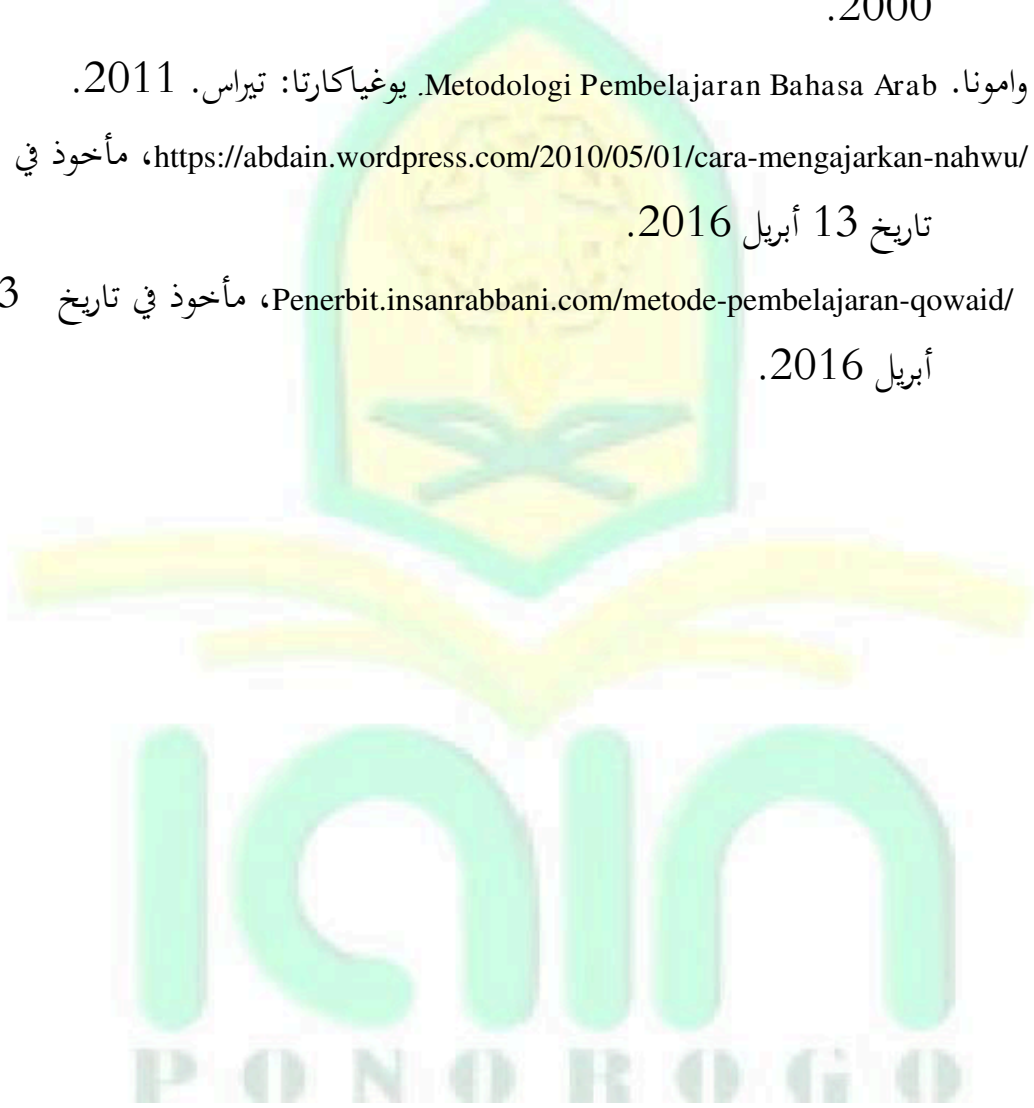 2000.
وامونا. Metodologi Pembelajaran Bahasa Arab. يوغياكارتا: تيراس. 2011.
https://abdain.wordpress.com/2010/05/01/cara-mengajarkan-nahwu/، مأخوذ في
تاريخ 13 أبريل 2016.
Penerbit.insanrabbani.com/metode-pembelajaran-qowaid/، مأخوذ في تاريخ 3
أبريل 2016.
iain
PONOROGO